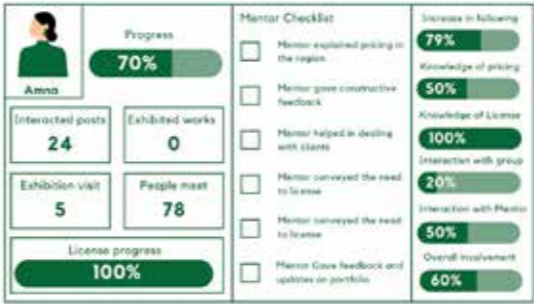 Amna
Progress
70%
Interacted posts
24
Exhibited works
0
Exhibition visit
5
People meet
78
License progress
100%
Mentor Checklist
Mentor explained pricing in
the region
Mentor gave constructive
feedback
Mentor helped in dealing
with clients
Mentor conveyed the need
to license
Mentor conveyed the need
to license
Mentor Gave feedback and
updates on portfolio
Increase in following
79%
Knowledge of pricing
50%
Knowledge of License
100%
Interaction with group
20%
Interaction with Mentor
50%
Overall involvement
60%